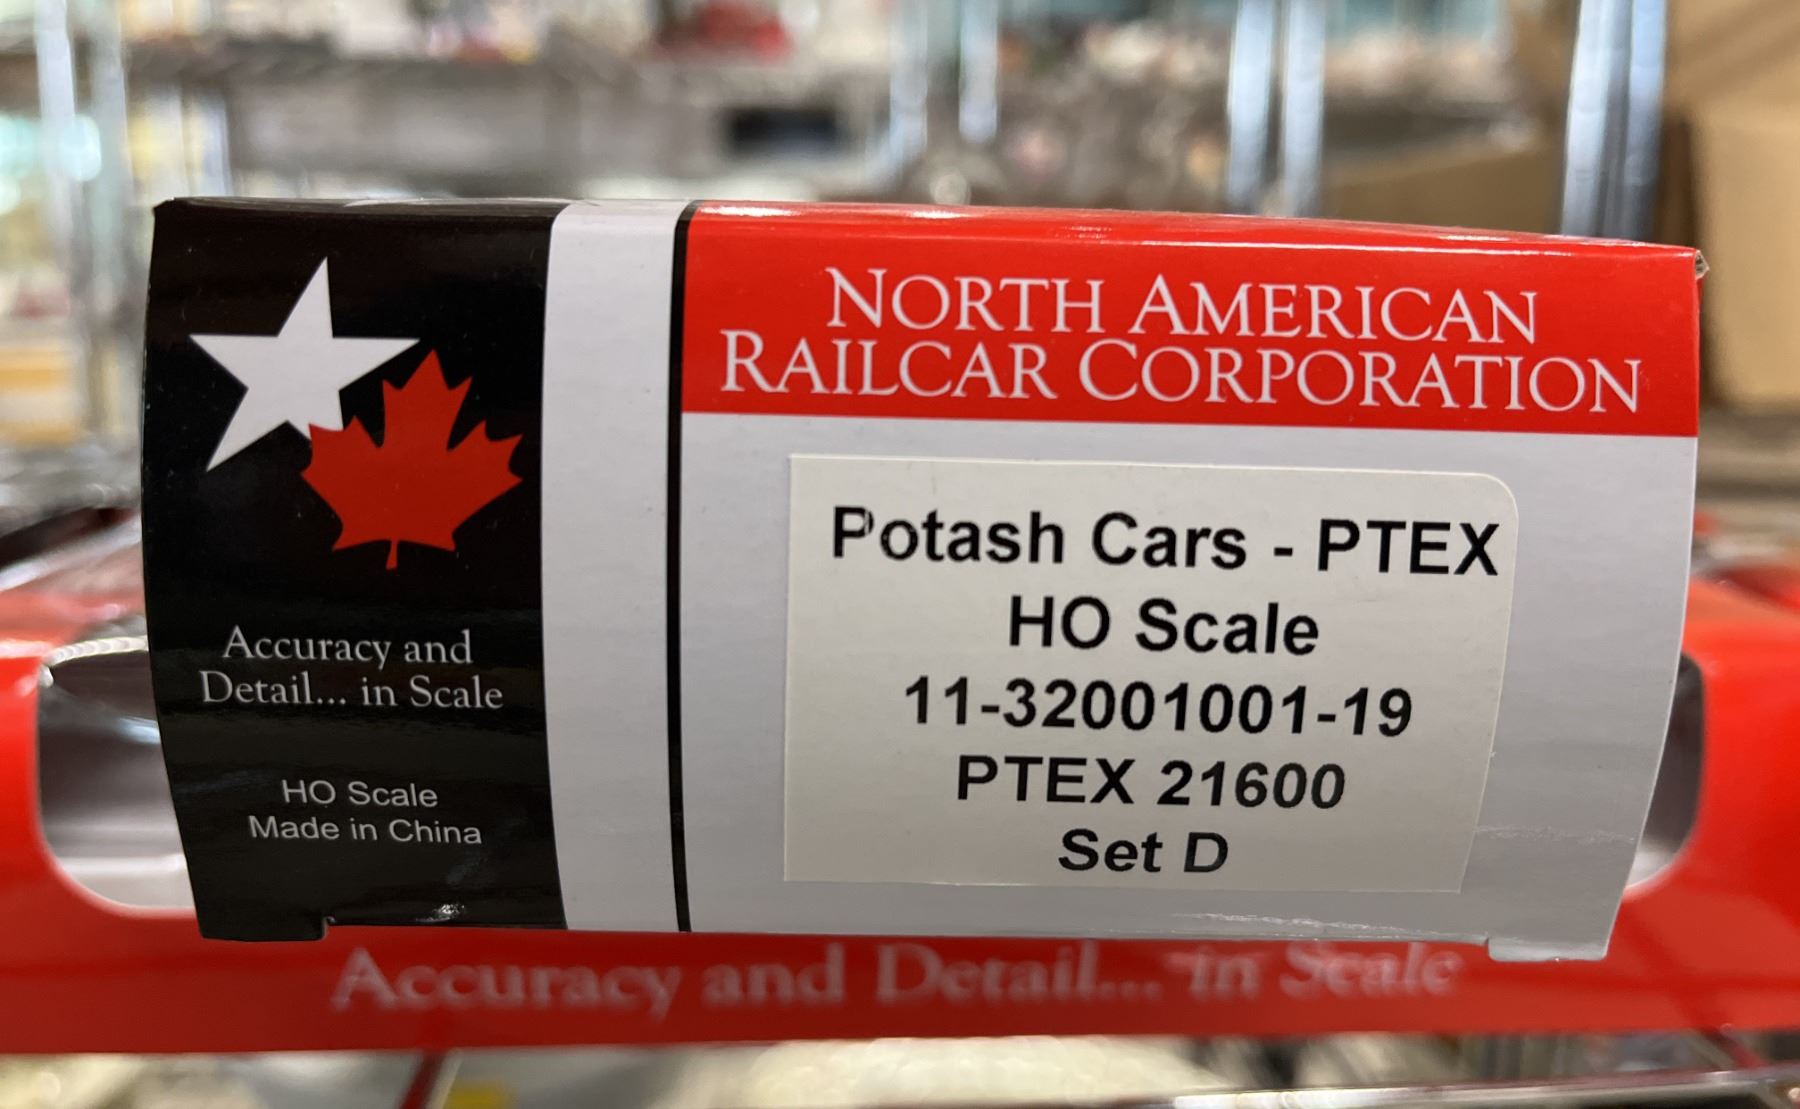 NORTH AMERICAN
RAILCAR CORPORATION
Potash Cars - PTEX
HO Scale
11-32001001-19
PTEX 21600
Set D
Accuracy and
Detail... in Scale
HO Scale
Made in China
Accuracy and Detail... in Scale